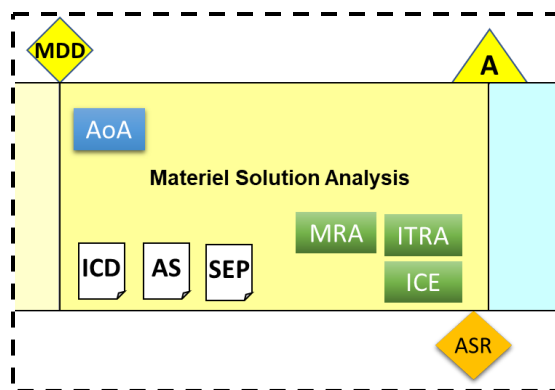 MDD
A
AoA
Materiel Solution Analysis
MRA
ITRA
ICD
AS
SEP
ICE
ASR